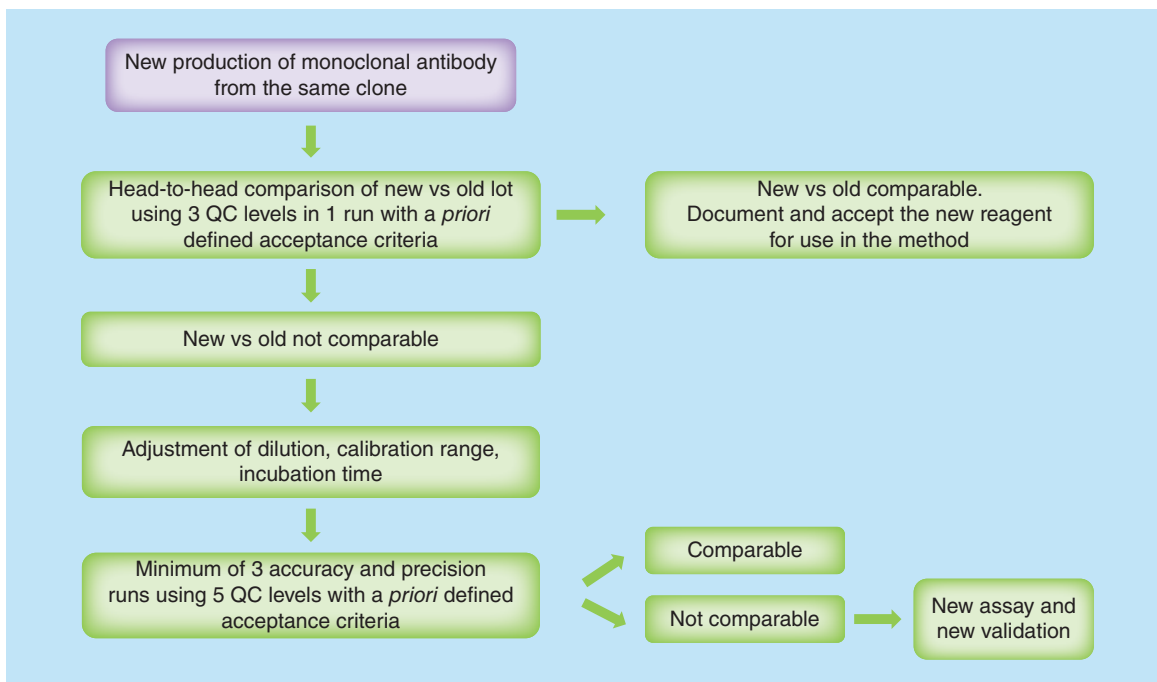 New production of monoclonal antibody
from the same clone
Head-to-head comparison of new vs old lot
using 3 QC levels in 1 run with a priori
defined acceptance criteria
New vs old comparable.
Document and accept the new reagent
for use in the method
New vs old not comparable
Adjustment of dilution, calibration range,
incubation time
Minimum of 3 accuracy and precision
runs using 5 QC levels with a priori defined
acceptance criteria
Comparable
Not comparable
New assay and
new validation